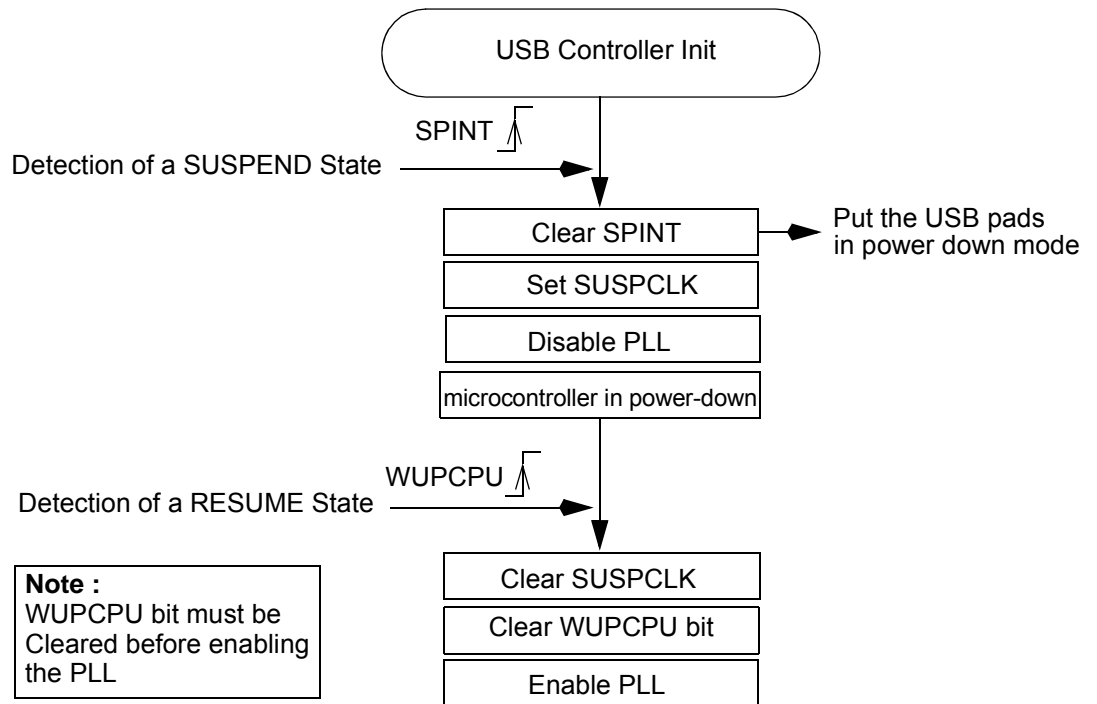 USB Controller Init
SPINT
Detection of a SUSPEND State
Clear SPINT
Put the USB pads
in power down mode
Set SUSPCLK
Disable PLL
microcontroller in power-down
WUPCPU
Detection of a RESUME State
Clear SUSPCLK
Clear WUPCPU bit
Enable PLL
Note :
WUPCPU bit must be
Cleared before enabling
the PLL